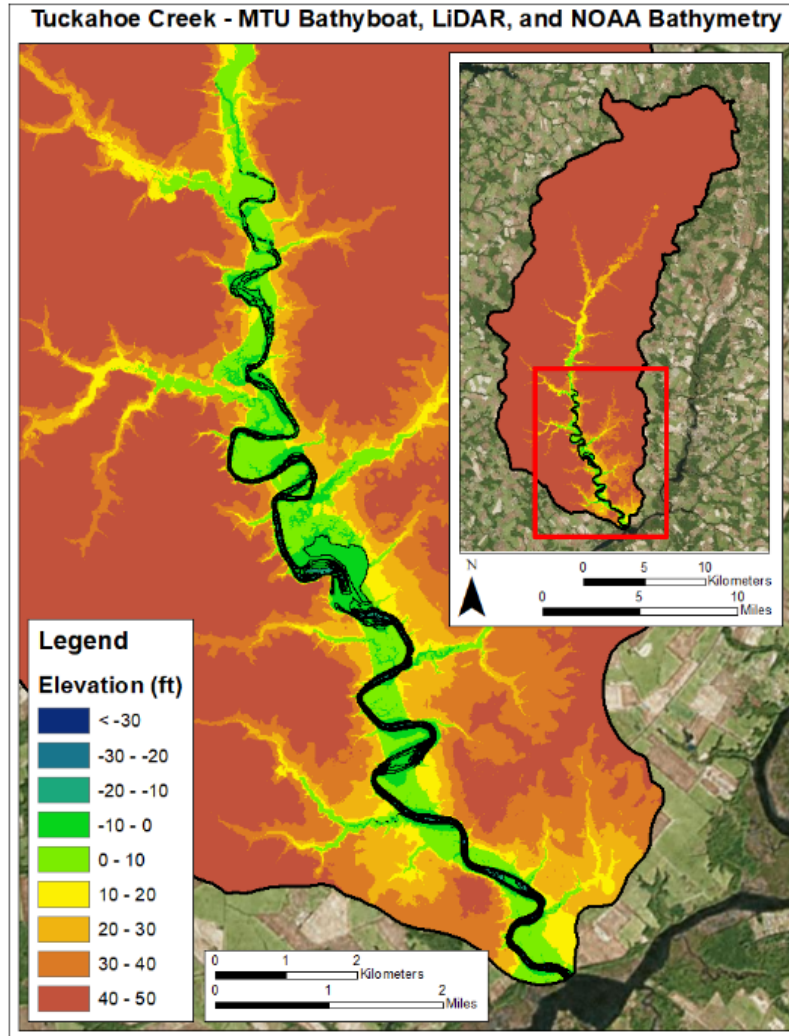 Tuckahoe Creek - MTU Bathyboat, LiDAR, and NOAA Bathymetry
N
0 5 10
Kilometers
0 5 10
Miles
Legend
Elevation (ft)
< -30
-30 - -20
-20 - -10
-10 - 0
0 - 10
10 - 20
20 - 30
30 - 40
40 - 50
0 1 2
Kilometers
0 1 2
Miles